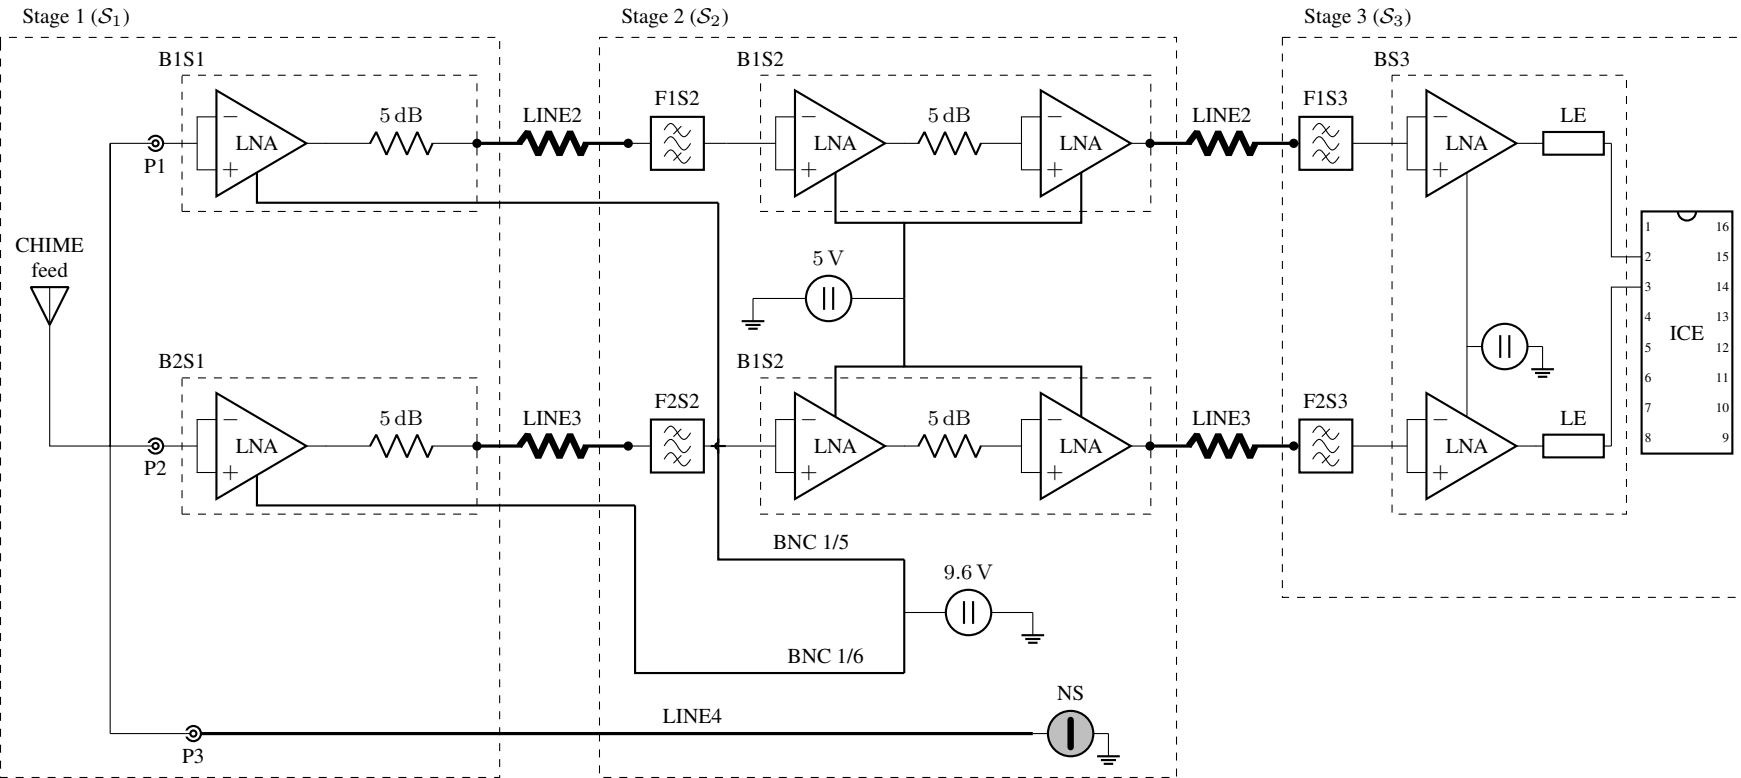 Stage 1 (𝒮₁)
Stage 2 (𝒮₂)
Stage 3 (𝒮₃)
B1S1
B1S2
BS3
5 dB
LINE2
F1S2
5 dB
LINE2
F1S3
LE
−
LNA
+
−
LNA
+
−
LNA
+
−
LNA
+
P1
CHIME
feed
5 V
1 16
2 15
3 14
4 13
5 12
6 11
7 10
8 9
ICE
B2S1
B1S2
5 dB
LINE3
F2S2
5 dB
LINE3
F2S3
LE
−
LNA
+
−
LNA
+
−
LNA
+
−
LNA
+
P2
BNC 1/5
9.6 V
BNC 1/6
NS
LINE4
P3